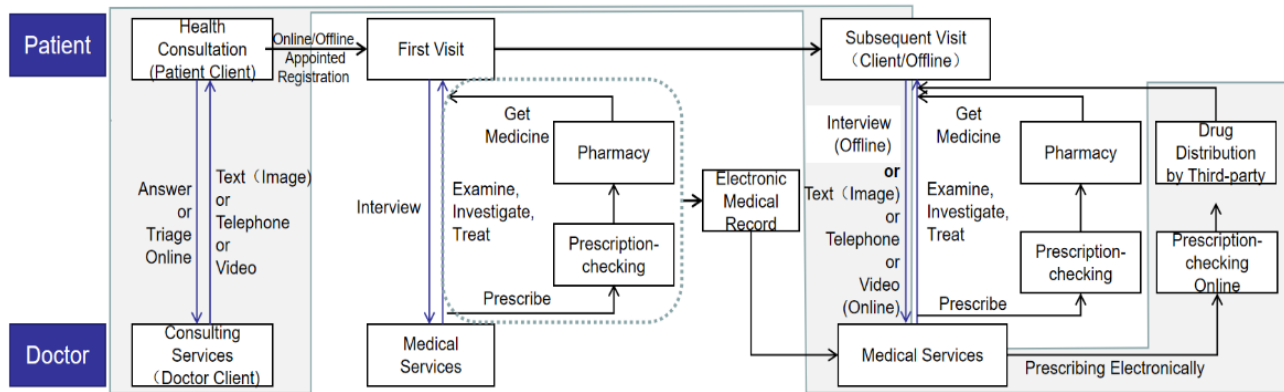 Patient
Health
Consultation
(Patient Client)
Online/Offline
Appointed
Registration
First Visit
Subsequent Visit
（Client/Offline）
Answer
or
Triage
Online
Text（Image)
or
Telephone
or
Video
Interview
Get
Medicine
Pharmacy
Examine,
Investigate,
Treat
Prescription-
checking
Prescribe
Electronic
Medical
Record
Interview
(Offline)
or
Text（Image)
or
Telephone
or
Video
(Online)
Get
Medicine
Pharmacy
Examine,
Investigate,
Treat
Prescription-
checking
Prescribe
Drug
Distribution
by Third-party
Prescription-
checking
Online
Doctor
Consulting
Services
（Doctor Client)
Medical
Services
Medical Services
Prescribing Electronically